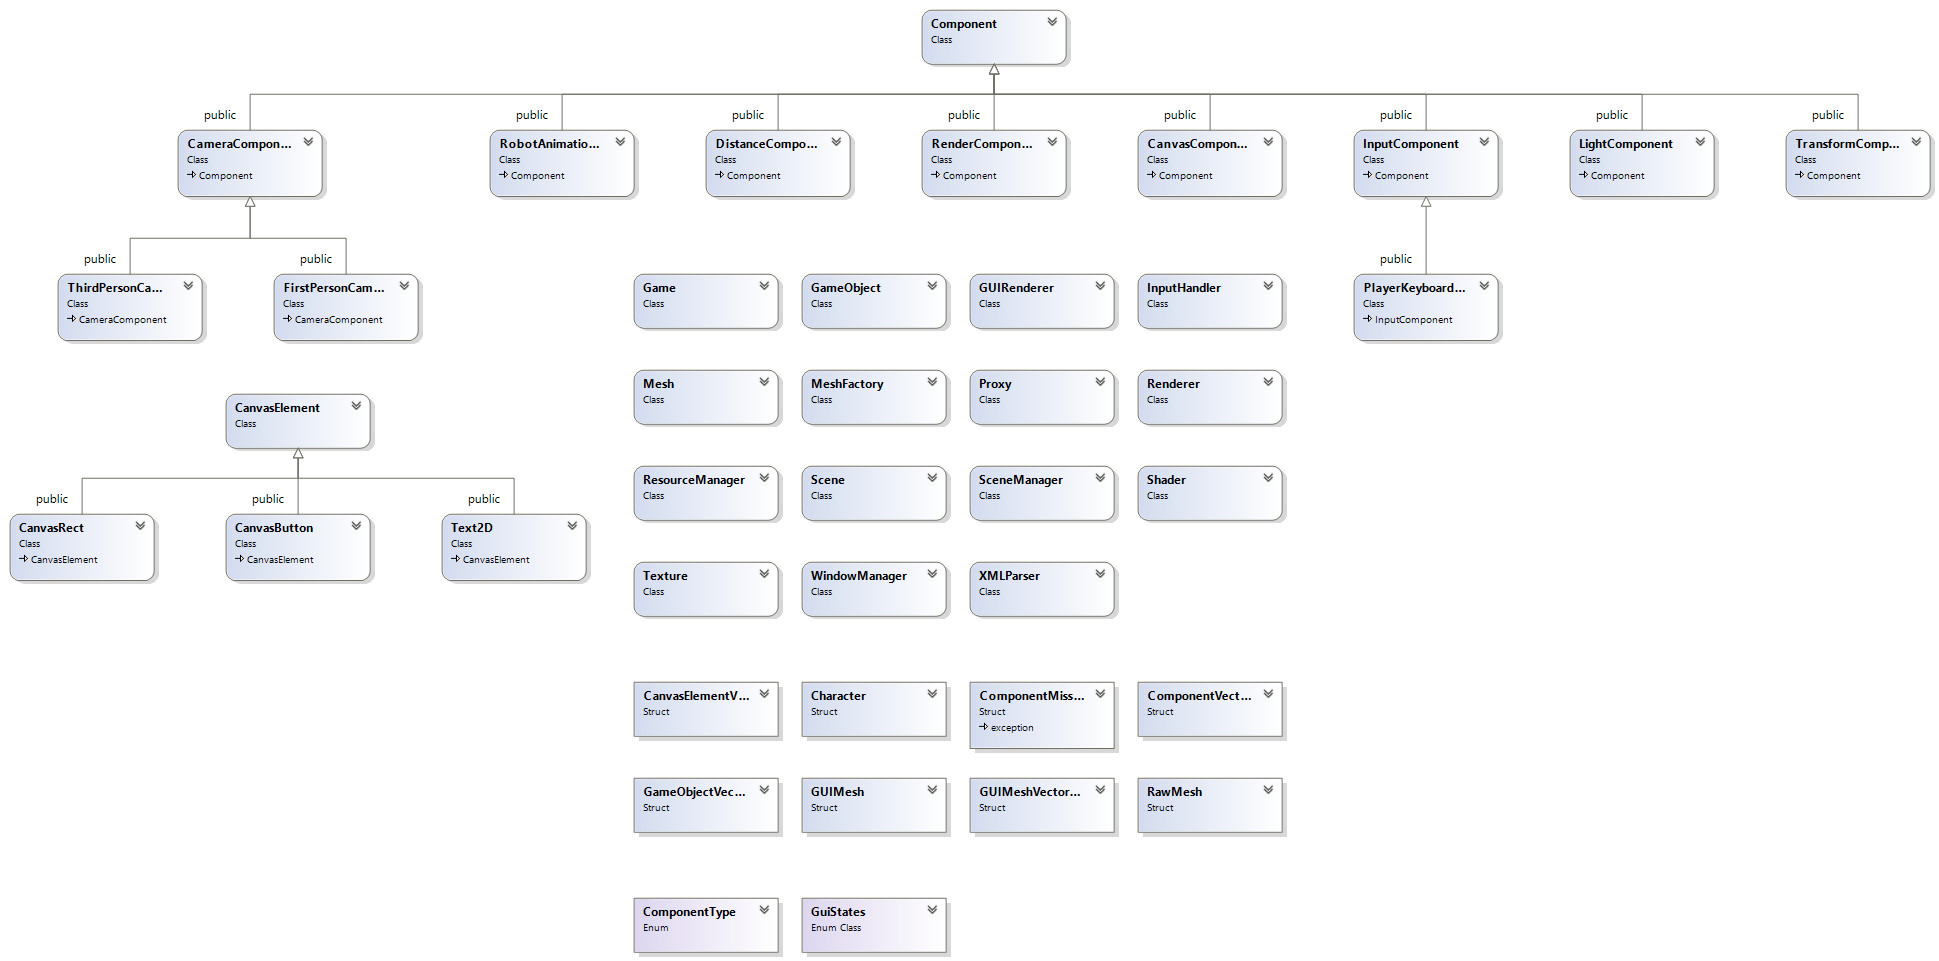 Component
Class
public
public
public
public
public
public
public
public
CameraCompon...
Class
Component
RobotAnimatio...
Class
Component
DistanceCompo...
Class
Component
RenderCompon...
Class
Component
CanvasCompon...
Class
Component
InputComponent
Class
Component
LightComponent
Class
Component
TransformComp...
Class
Component
public
public
public
ThirdPersonCa...
Class
CameraComponent
FirstPersonCam...
Class
CameraComponent
Game
Class
GameObject
Class
GUIRenderer
Class
InputHandler
Class
PlayerKeyboard...
Class
InputComponent
Mesh
Class
MeshFactory
Class
Proxy
Class
Renderer
Class
CanvasElement
Class
ResourceManager
Class
Scene
Class
SceneManager
Class
Shader
Class
public
public
public
CanvasRect
Class
CanvasElement
CanvasButton
Class
CanvasElement
Text2D
Class
CanvasElement
Texture
Class
WindowManager
Class
XMLParser
Class
CanvasElementV...
Struct
Character
Struct
ComponentMiss...
Struct
exception
ComponentVect...
Struct
GameObjectVec...
Struct
GUIMesh
Struct
GUIMeshVector...
Struct
RawMesh
Struct
ComponentType
Enum
GuiStates
Enum Class